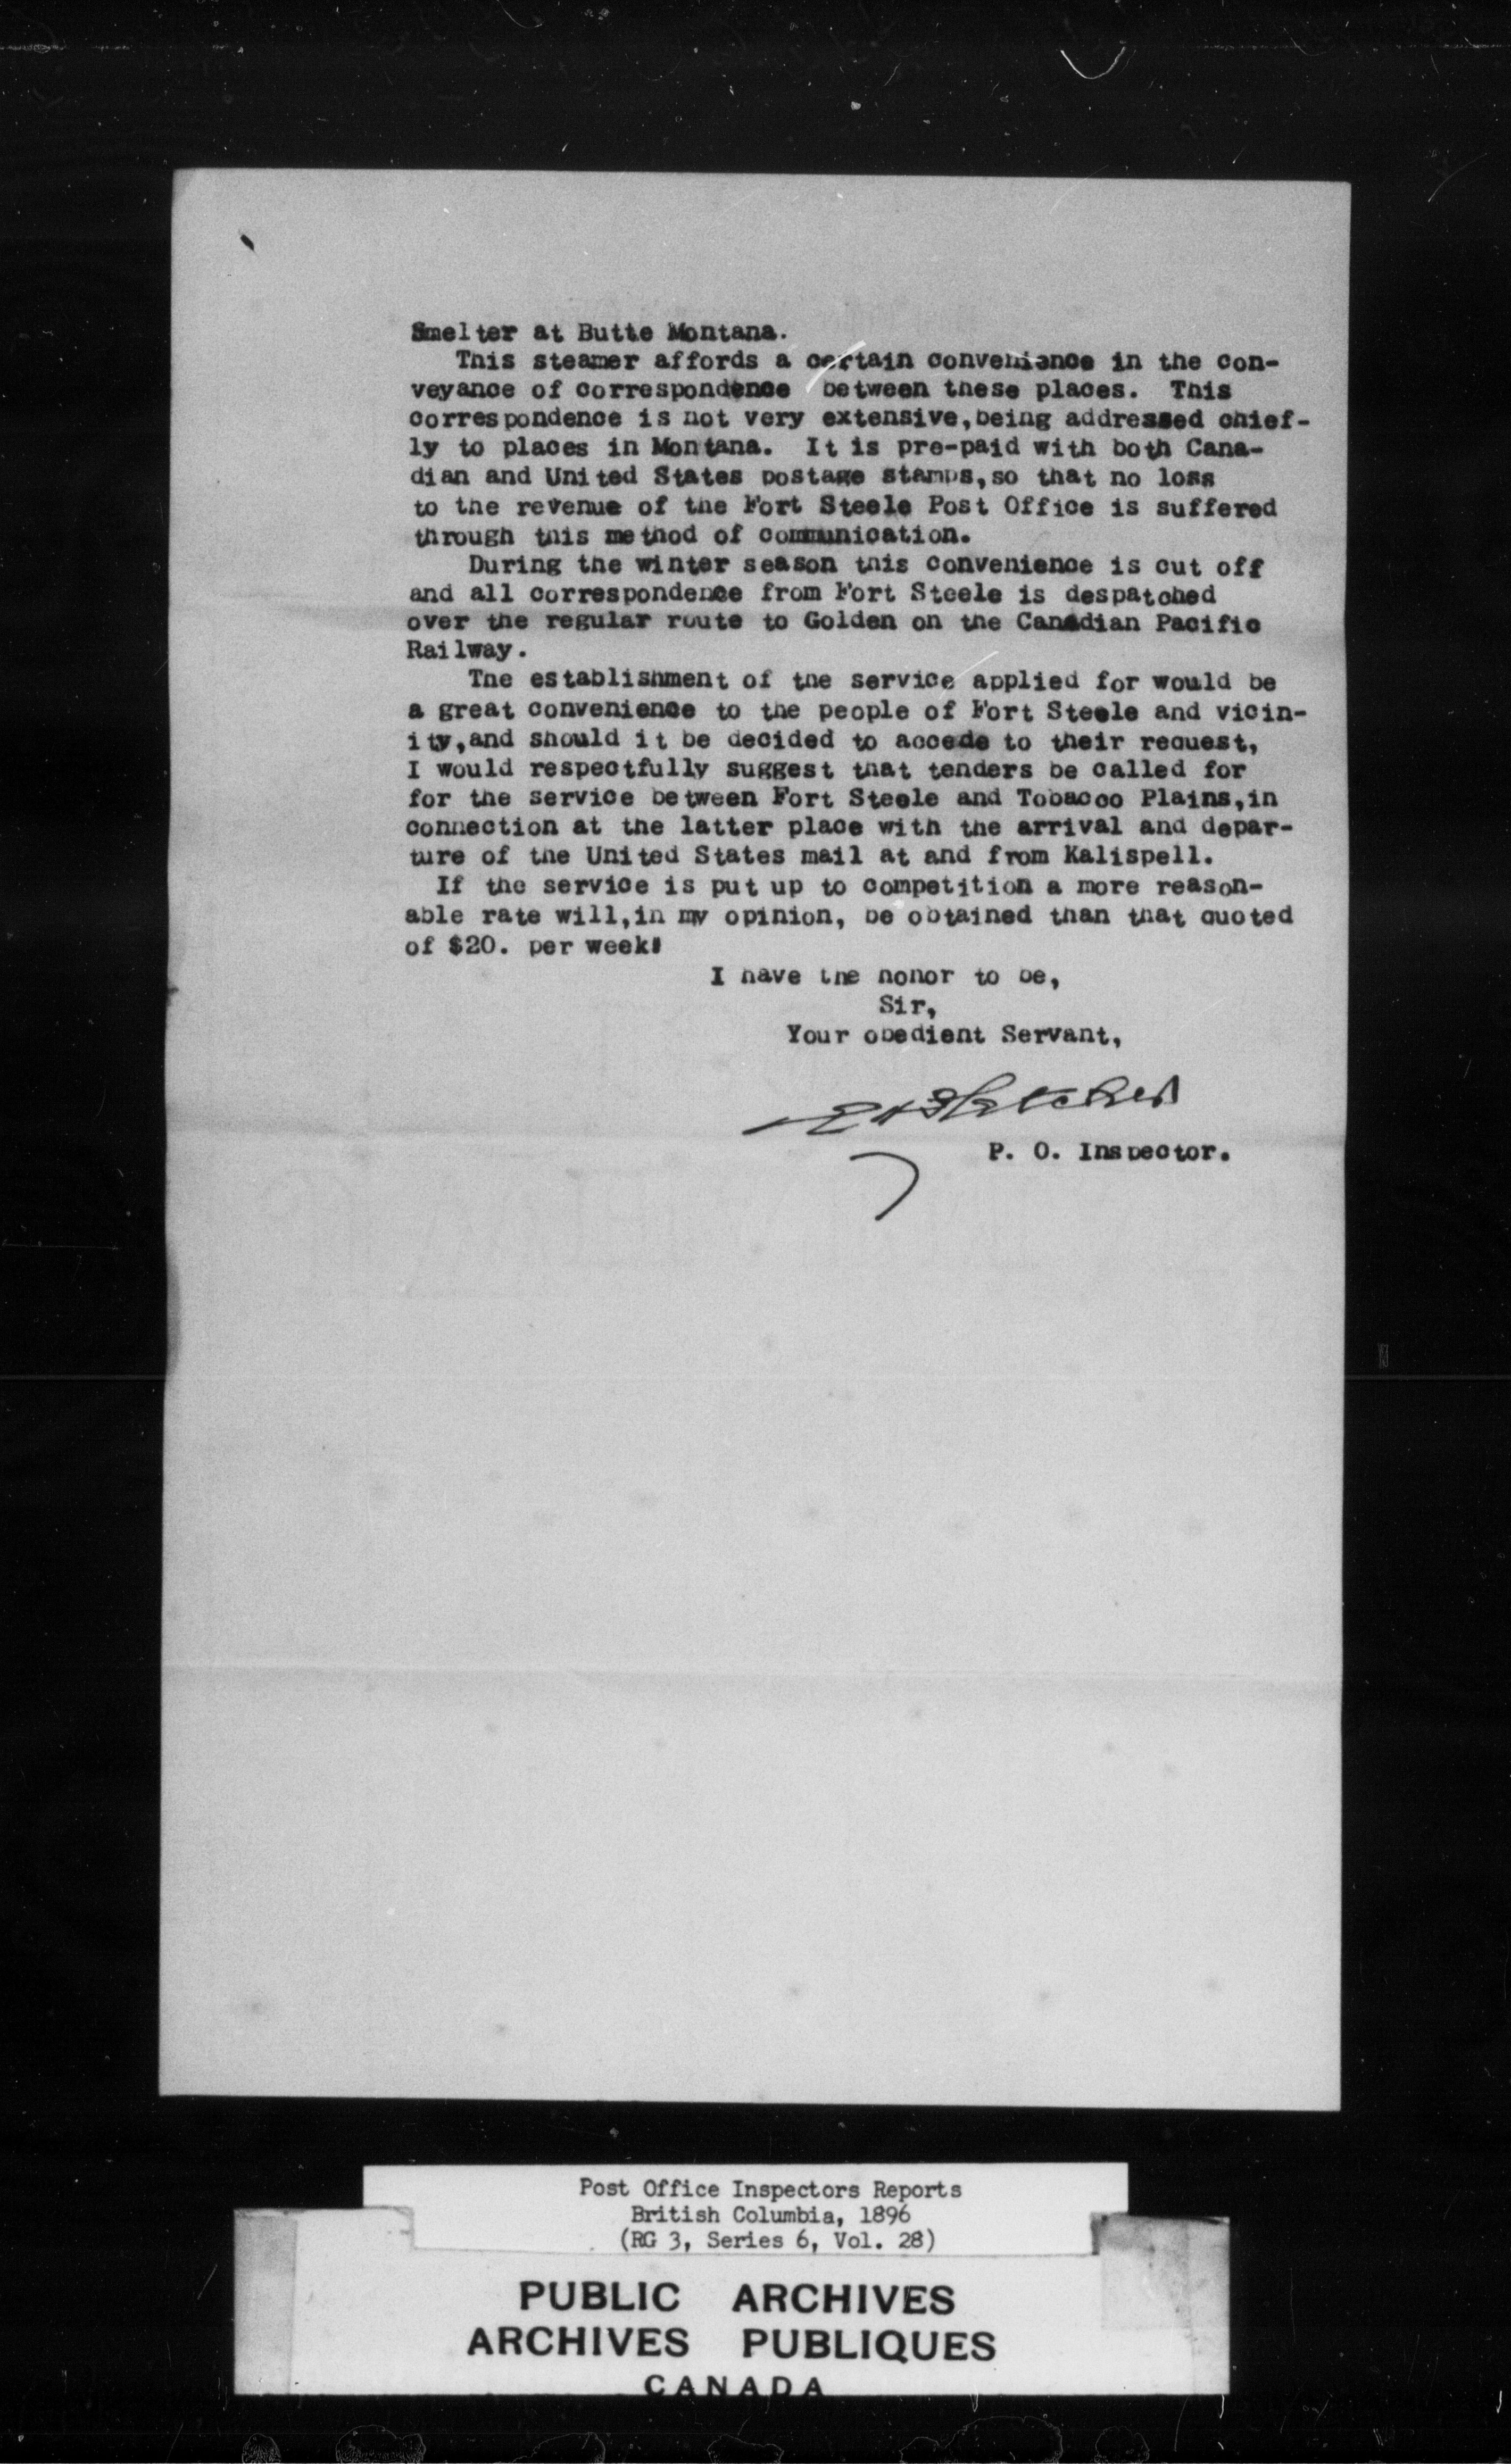 Smelter at Butte Montana.
This steamer affords a certain convenience in the con-
veyance of correspondence between these places. This
correspondence is not very extensive,being addressed chief-
ly to places in Montana. It is pre-paid with both Cana-
dian and United States postage stamps,so that no loss
to the revenue of the Fort Steele Post Office is suffered
through this method of communication.
During the winter season this convenience is cut off
and all correspondence from Fort Steele is despatched
over the regular route to Golden on the Canadian Pacific
Railway.
The establishment of the service applied for would be
a great convenience to the people of Fort Steele and vicin-
ity,and should it be decided to accede to their request,
I would respectfully suggest that tenders be called for
for the service between Fort Steele and Tobacco Plains,in
connection at the latter place with the arrival and depar-
ture of the United States mail at and from Kalispell.
If the service is put up to competition a more reason-
able rate will,in my opinion, be obtained than that quoted
of $20. per week.
I have the honor to be,
Sir,
Your obedient Servant,
E H Fletcher
P. O. Inspector.
Post Office Inspectors Reports
British Columbia, 1896
(RG 3, Series 6, Vol. 28)
PUBLIC ARCHIVES
ARCHIVES PUBLIQUES
CANADA